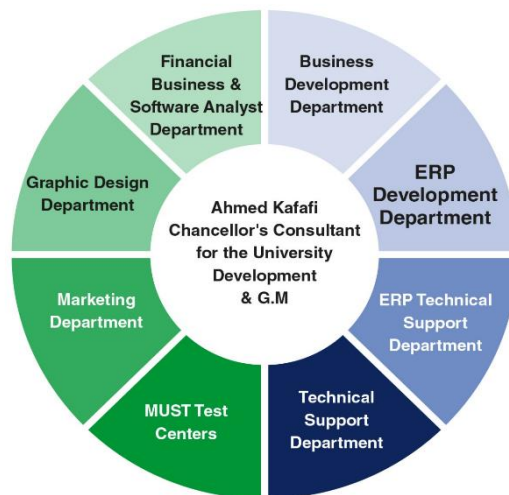 Financial
Business &
Software Analyst
Department
Business
Development
Department
ERP
Development
Department
ERP Technical
Support
Department
Technical
Support
Department
MUST Test
Centers
Marketing
Department
Graphic Design
Department
Ahmed Kafafi
Chancellor's Consultant
for the University
Development
& G.M